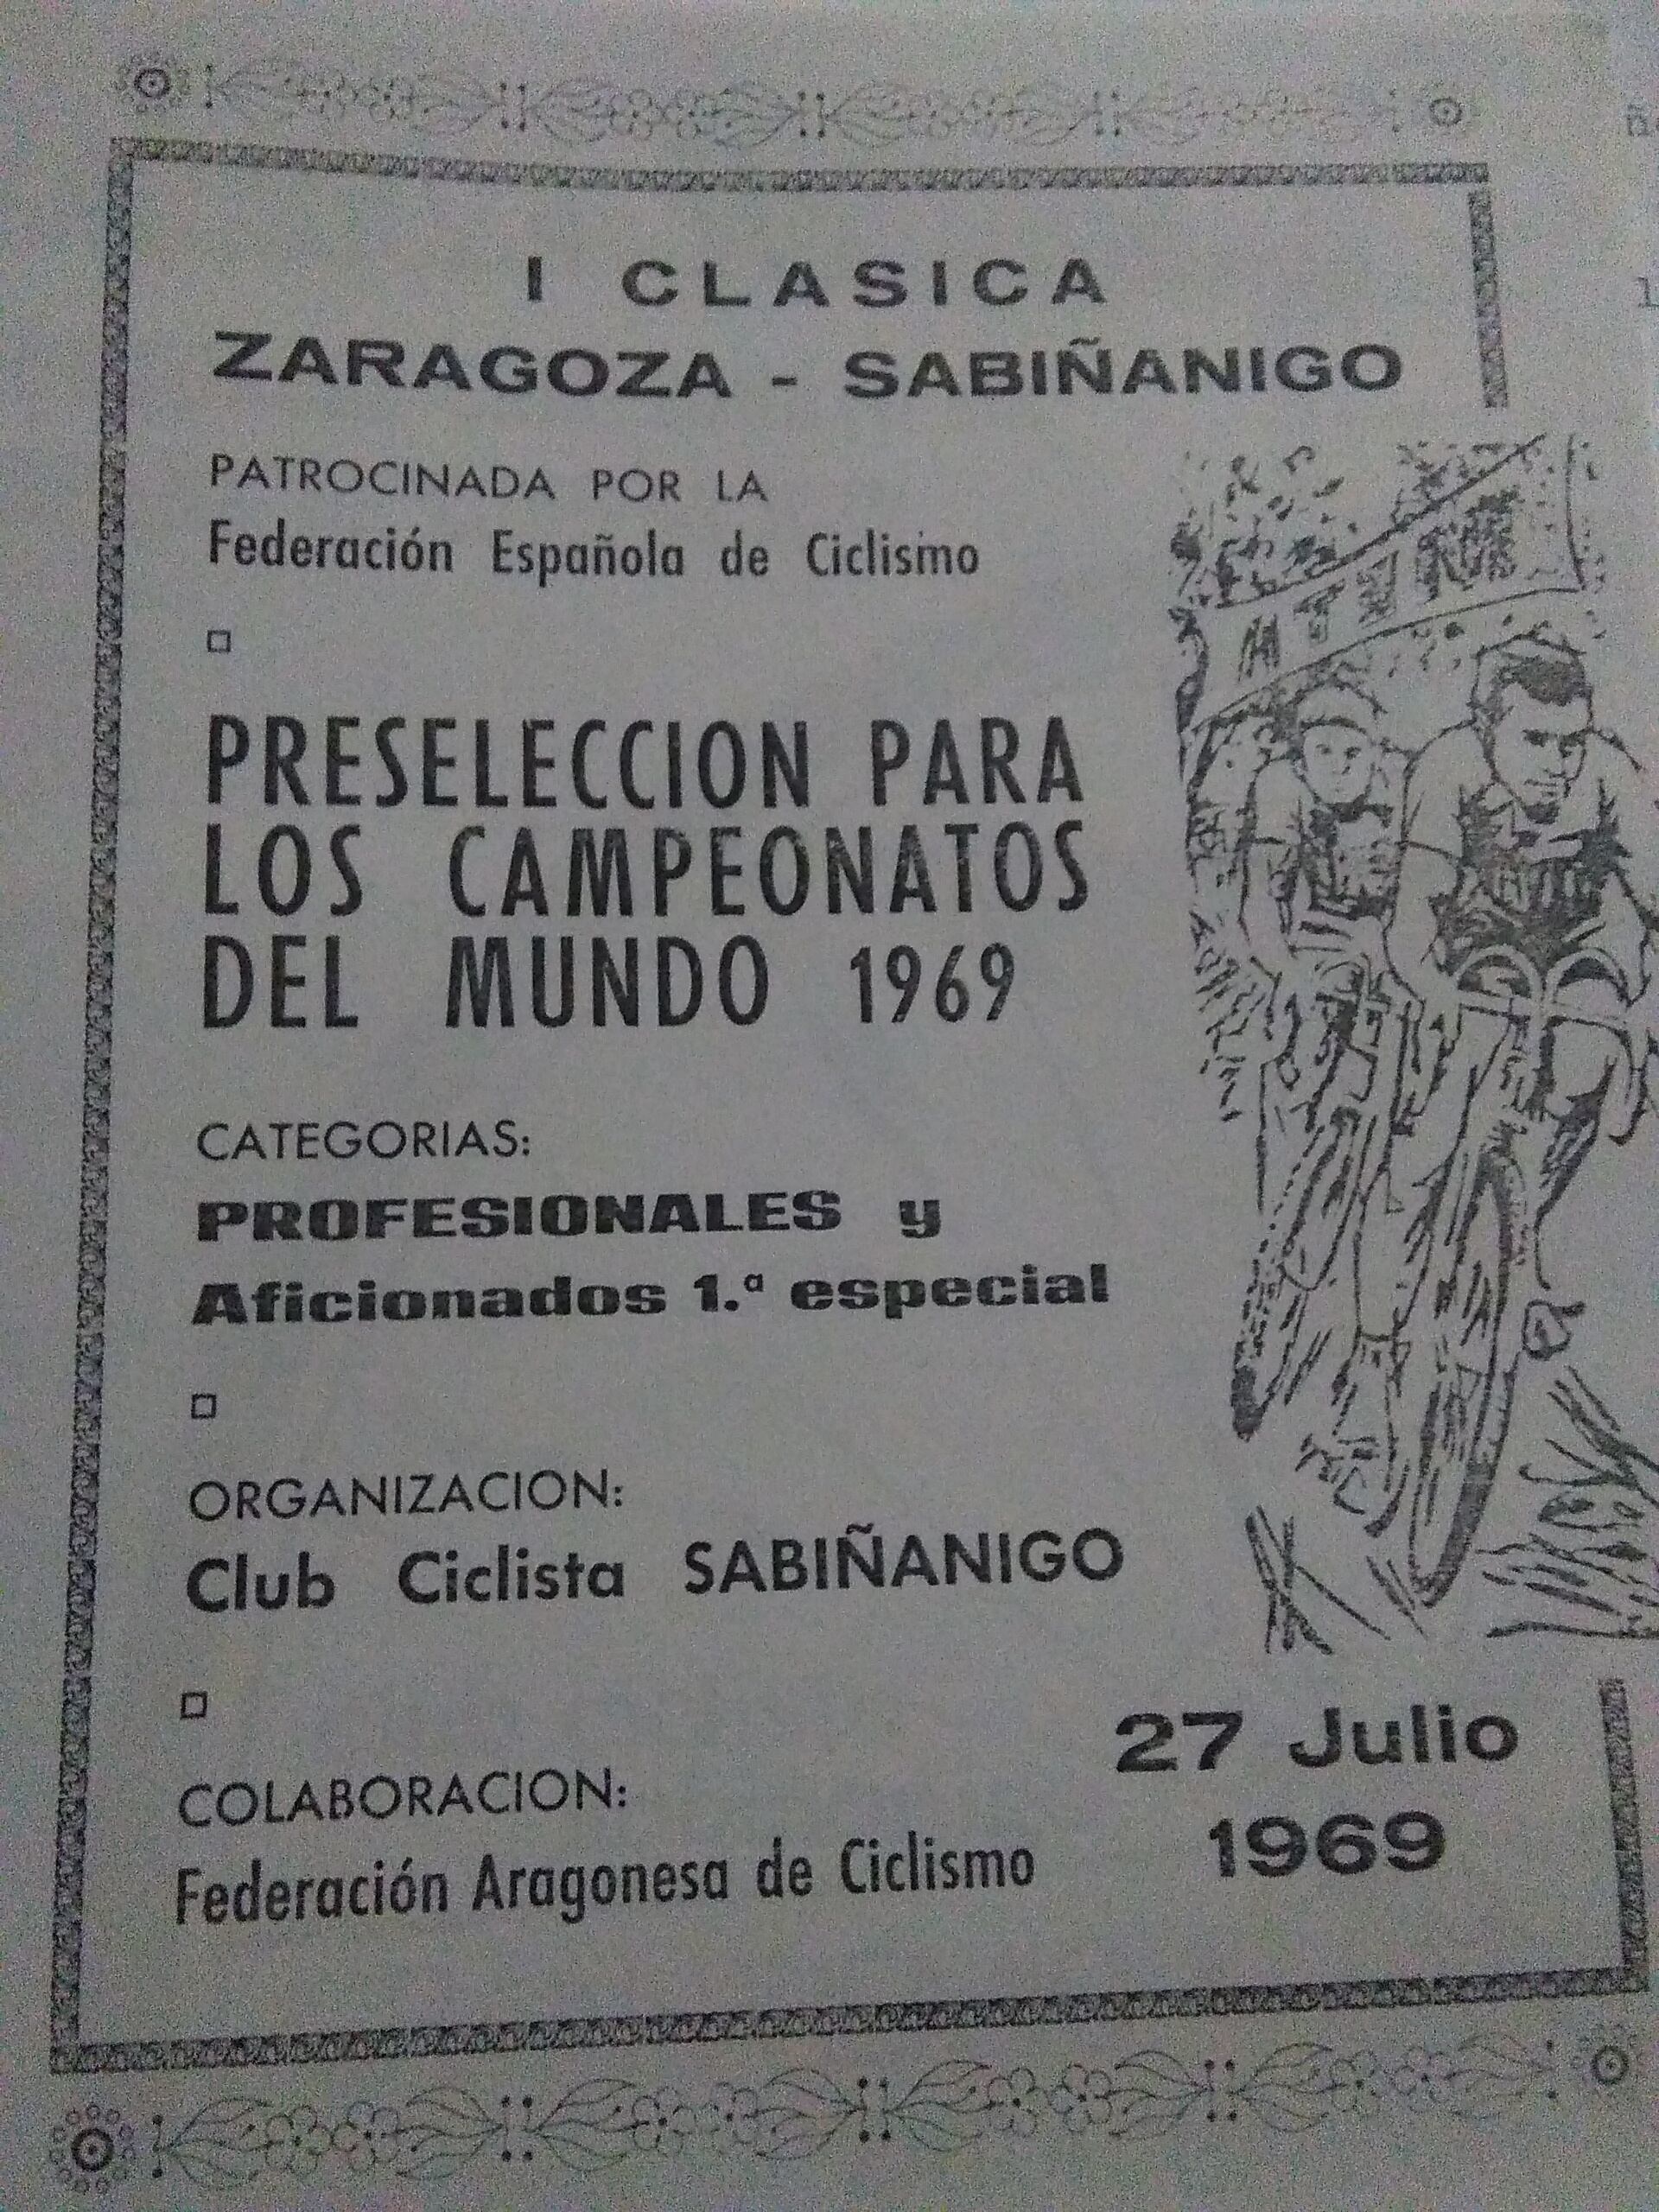 I CLASICA
ZARAGOZA - SABIÑANIGO
PATROCINADA POR LA
Federación Española de Ciclismo
PRESELECCION PARA
LOS CAMPEONATOS
DEL MUNDO 1969
CATEGORIAS:
PROFESIONALES y
Aficionados 1.ª especial
ORGANIZACION:
Club Ciclista SABIÑANIGO
27 Julio
1969
COLABORACION:
Federación Aragonesa de Ciclismo